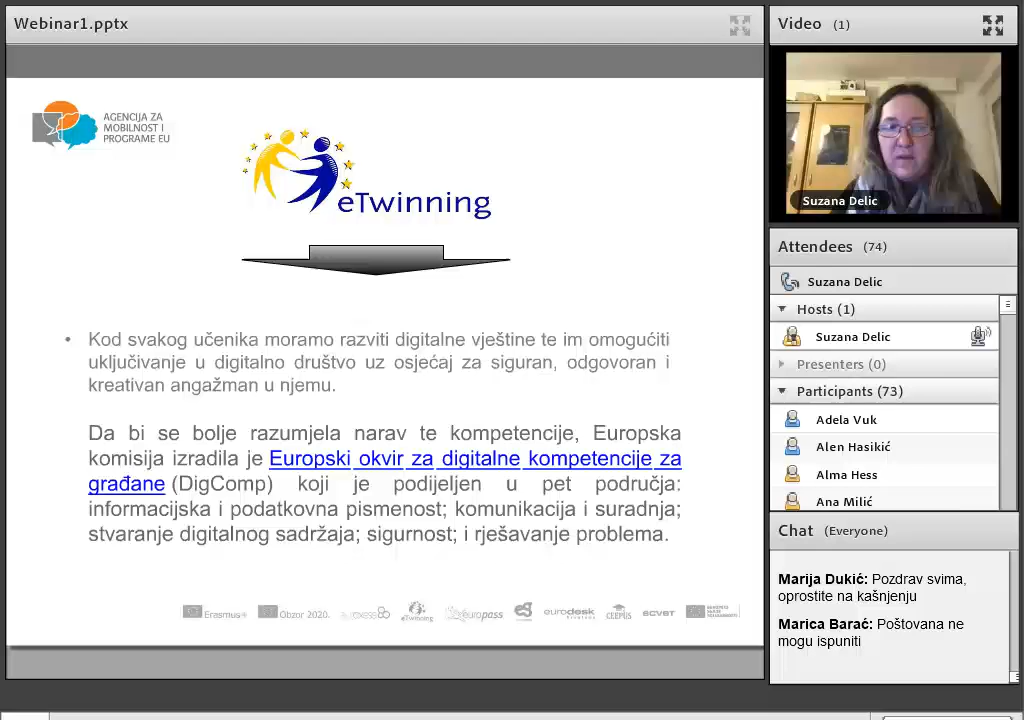 Webinar1.pptx
AGENCIJA ZA
MOBILNOST I
PROGRAME EU
eTwinning
• Kod svakog učenika moramo razviti digitalne vještine te im omogućiti
uključivanje u digitalno društvo uz osjećaj za siguran, odgovoran i
kreativan angažman u njemu.
Da bi se bolje razumjela narav te kompetencije, Europska
komisija izradila je Europski okvir za digitalne kompetencije za
građane (DigComp) koji je podijeljen u pet područja:
informacijska i podatkovna pismenost; komunikacija i suradnja;
stvaranje digitalnog sadržaja; sigurnost; i rješavanje problema.
Erasmus+ Obzor 2020. eTwinning europass eurodesk CEEPUS ECVET
Video (1)
Suzana Delic
Attendees (74)
Suzana Delic
Hosts (1)
Suzana Delic
Presenters (0)
Participants (73)
Adela Vuk
Alen Hasikić
Alma Hess
Ana Milić
Chat (Everyone)
Marija Dukić: Pozdrav svima,
oprostite na kašnjenju
Marica Barać: Poštovana ne
mogu ispuniti